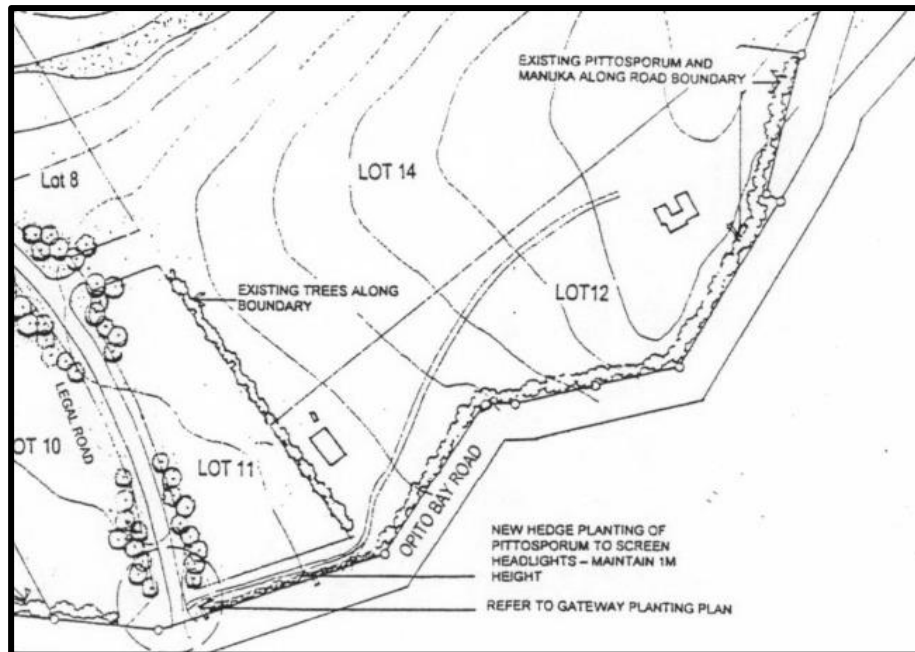 EXISTING PITTOSPORUM AND
MANUKA ALONG ROAD BOUNDARY
Lot 8
LOT 14
EXISTING TREES ALONG
BOUNDARY
LOT12
LEGAL ROAD
OT 10
LOT 11
OPITO BAY ROAD
NEW HEDGE PLANTING OF
PITTOSPORUM TO SCREEN
HEADLIGHTS – MAINTAIN 1M
HEIGHT
REFER TO GATEWAY PLANTING PLAN